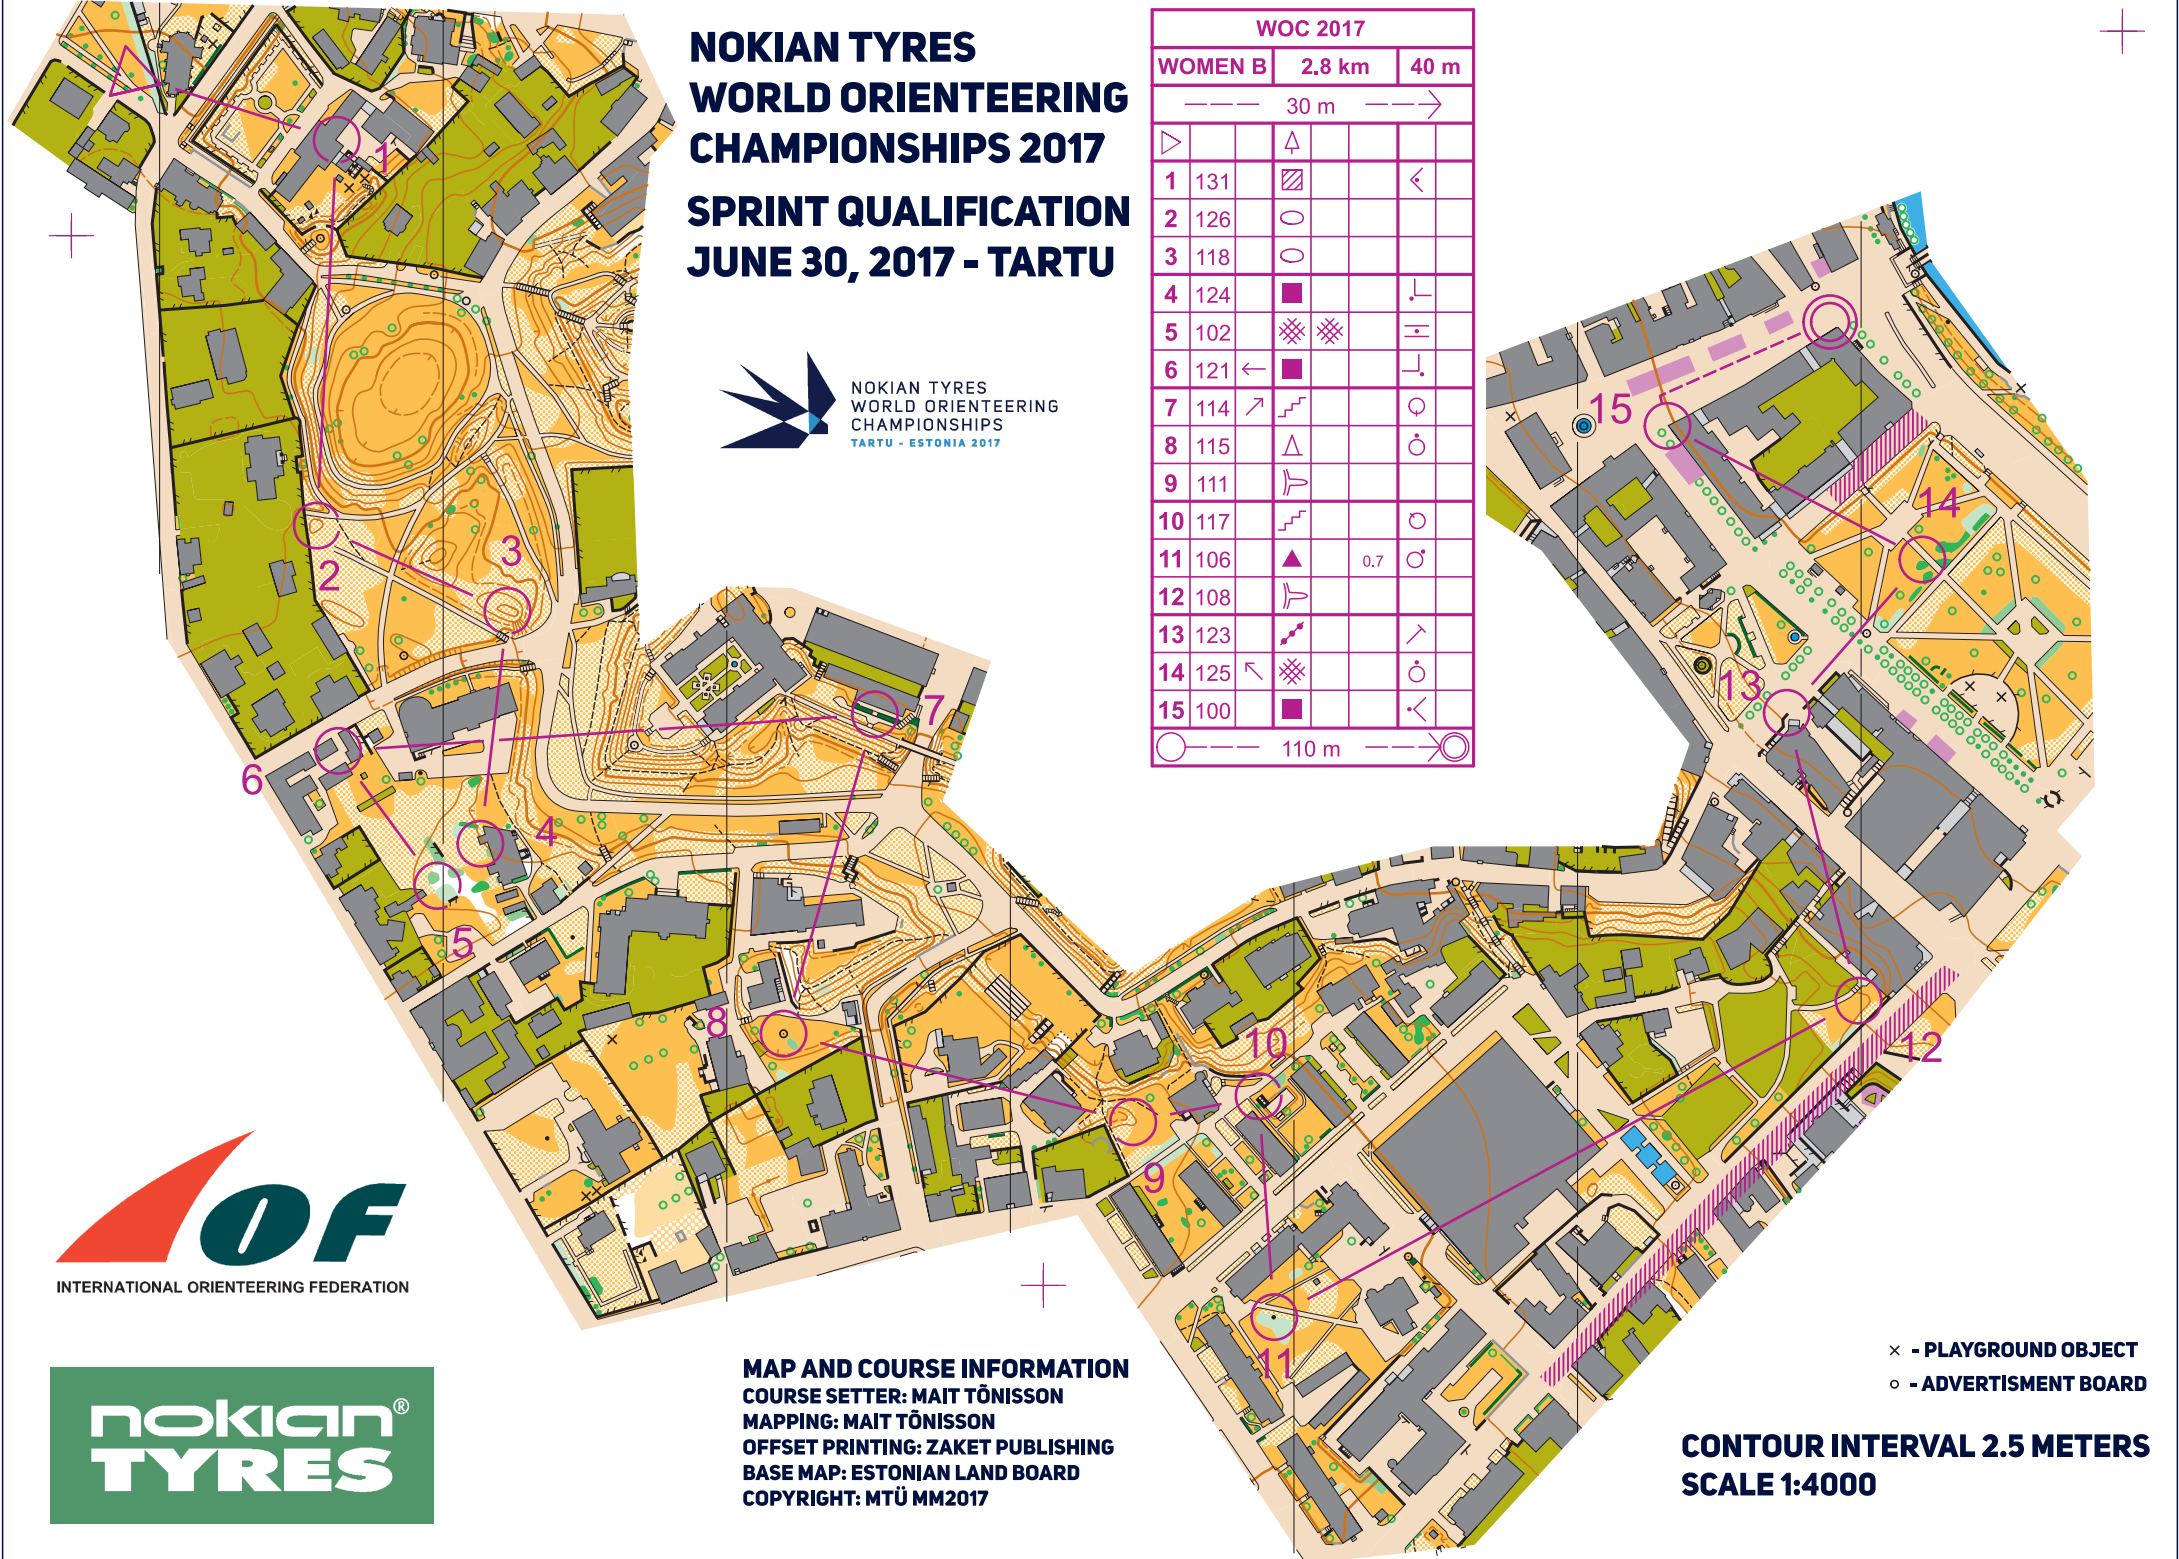 NOKIAN TYRES
WORLD ORIENTEERING
CHAMPIONSHIPS 2017
SPRINT QUALIFICATION
JUNE 30, 2017 - TARTU
NOKIAN TYRES
WORLD ORIENTEERING
CHAMPIONSHIPS
TARTU - ESTONIA 2017
WOC 2017
WOMEN B 2.8 km 40 m
30 m
1 131
2 126
3 118
4 124
5 102
6 121
7 114
8 115
9 111
10 117
11 106 0.7
12 108
13 123
14 125
15 100
110 m
1
2
3
4
5
6
7
8
9
10
11
12
13
14
15
IOF
INTERNATIONAL ORIENTEERING FEDERATION
nokian®
TYRES
MAP AND COURSE INFORMATION
COURSE SETTER: MAIT TÕNISSON
MAPPING: MAIT TÕNISSON
OFFSET PRINTING: ZAKET PUBLISHING
BASE MAP: ESTONIAN LAND BOARD
COPYRIGHT: MTÜ MM2017
× - PLAYGROUND OBJECT
o - ADVERTISMENT BOARD
CONTOUR INTERVAL 2.5 METERS
SCALE 1:4000